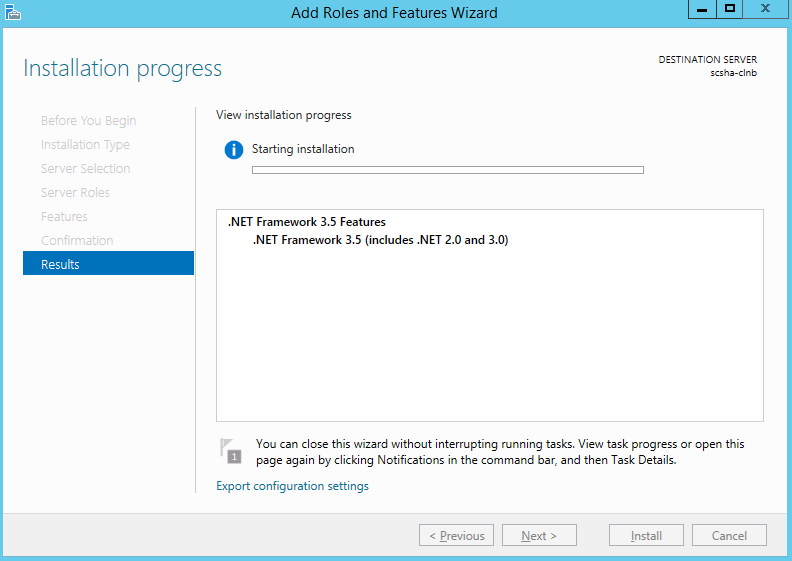 Add Roles and Features Wizard
Installation progress
DESTINATION SERVER
scsha-clnb
Before You Begin
Installation Type
Server Selection
Server Roles
Features
Confirmation
Results
View installation progress
Starting installation
.NET Framework 3.5 Features
.NET Framework 3.5 (includes .NET 2.0 and 3.0)
1
You can close this wizard without interrupting running tasks. View task progress or open this
page again by clicking Notifications in the command bar, and then Task Details.
Export configuration settings
< Previous
Next >
Install
Cancel